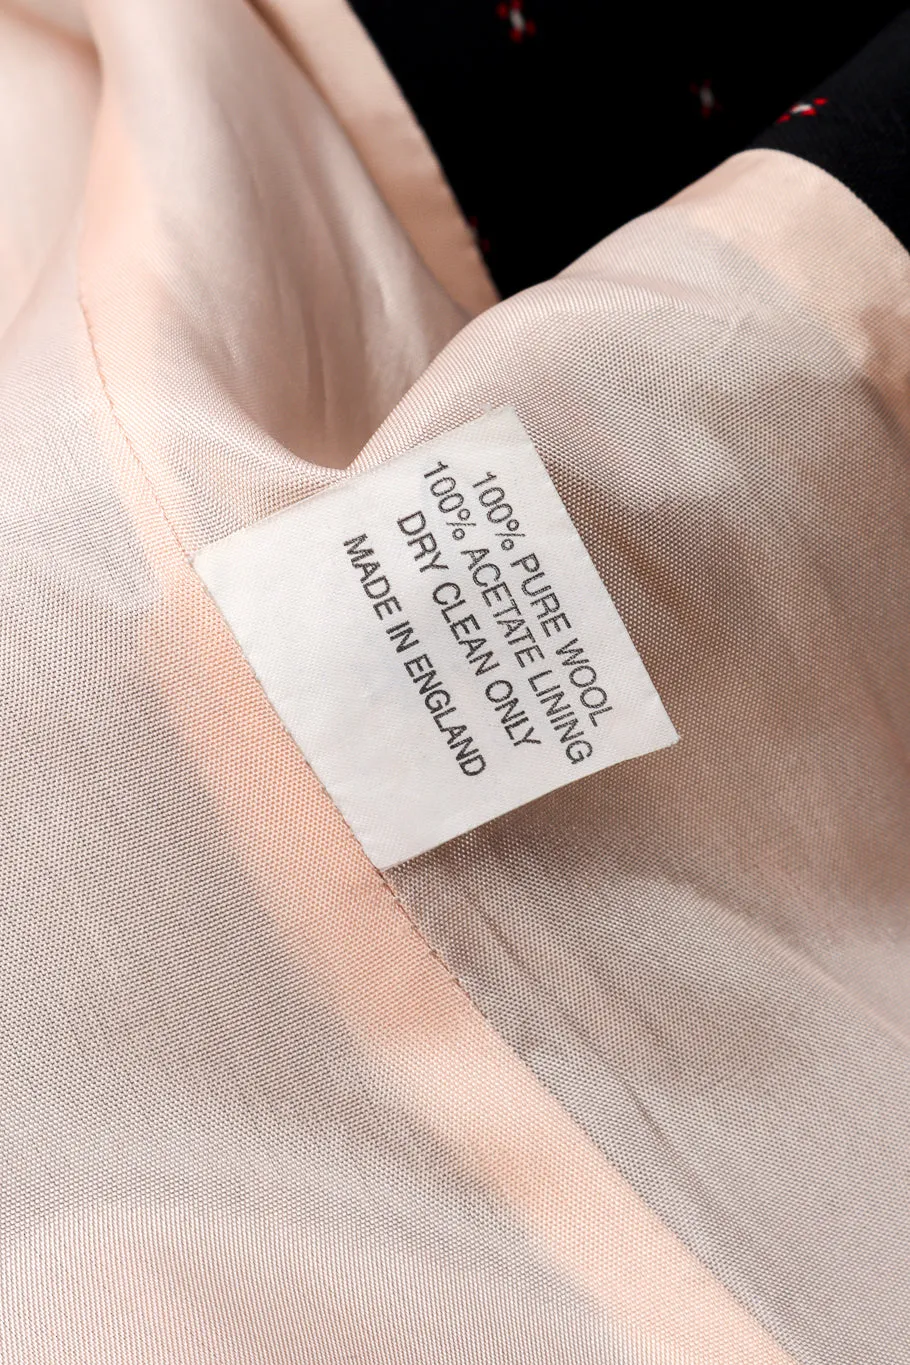 100% PURE WOOL
100% ACETATE LINING
DRY CLEAN ONLY
MADE IN ENGLAND